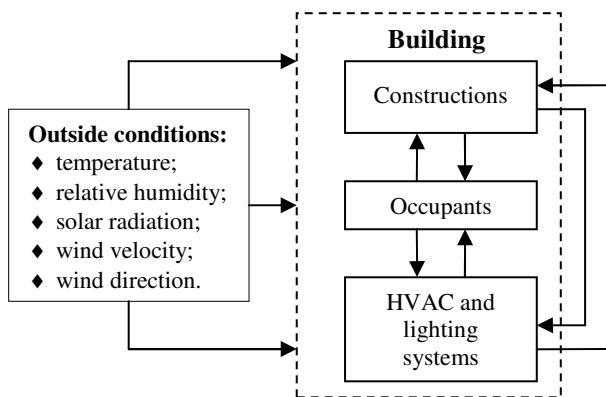 Building
Constructions
Outside conditions:
♦ temperature;
♦ relative humidity;
♦ solar radiation;
♦ wind velocity;
♦ wind direction.
Occupants
HVAC and
lighting
systems